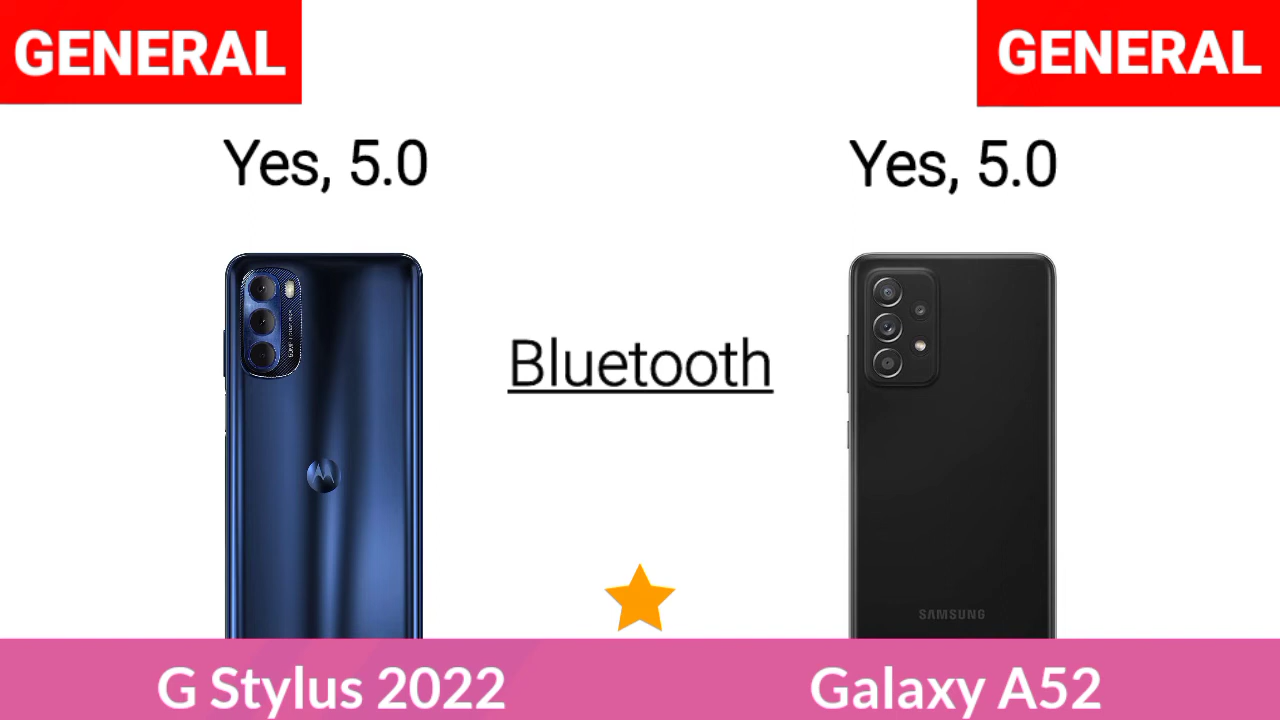 GENERAL
GENERAL
Yes, 5.0
Yes, 5.0
Bluetooth
SAMSUNG
G Stylus 2022
Galaxy A52